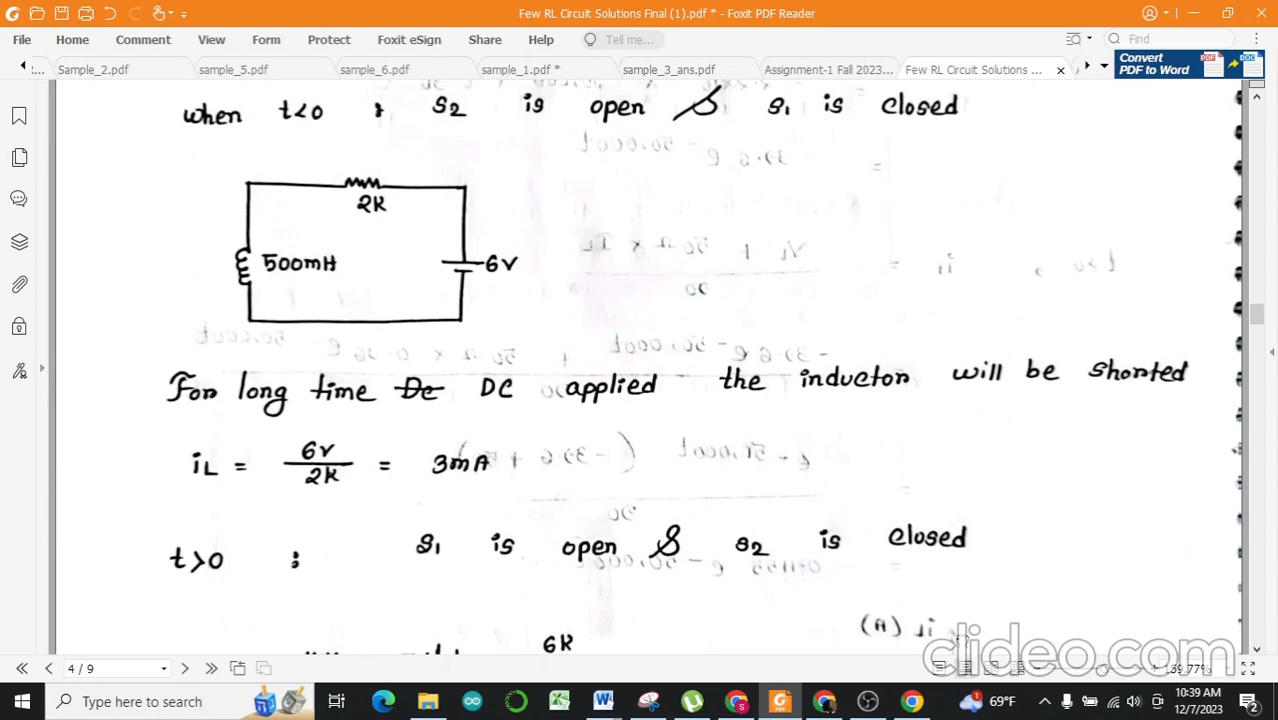 Few RL Circuit Solutions Final (1).pdf * - Foxit PDF Reader
File Home Comment View Form Protect Foxit eSign Share Help Tell me... Find
Sample_2.pdf sample_5.pdf sample_6.pdf sample_1.pdf * sample_3_ans.pdf Assignment-1 Fall 2023... Few RL Circuit Solutions ... Convert PDF to Word
when t<0 ; S2 is open & S1 is closed
2K
500mH
6V
For long time DC applied the inductor will be shorted
iL = 6V/2K = 3mA
t>0 : S1 is open & S2 is closed
6K
clideo.com
4 / 9
159.77%
Type here to search
69°F
10:39 AM
12/7/2023
2